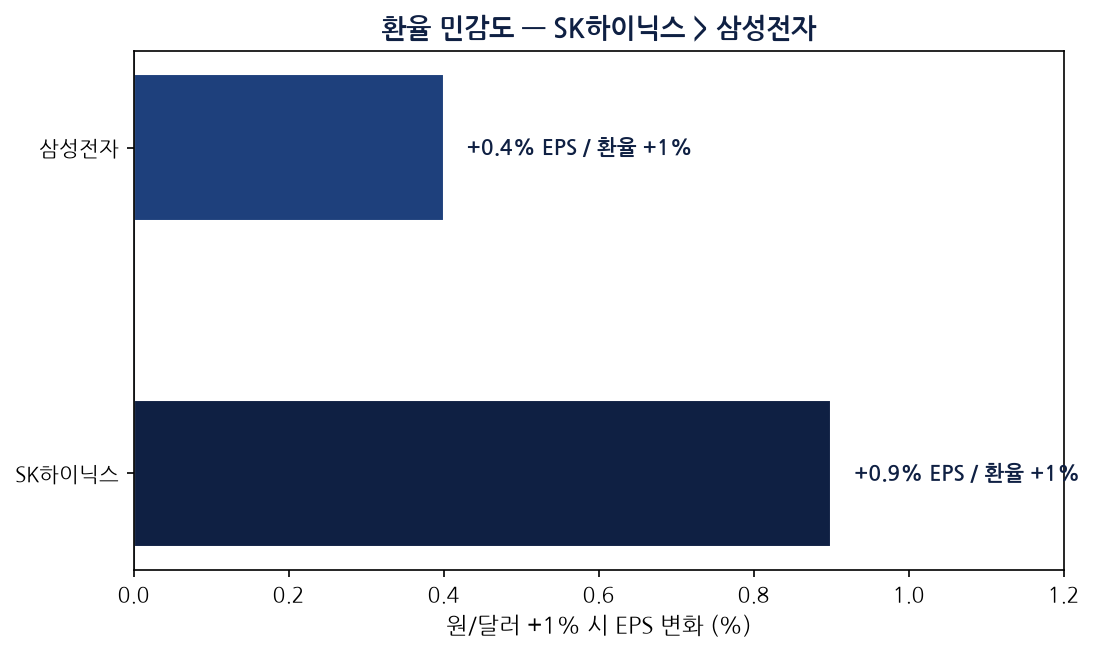 환율 민감도 — SK하이닉스 > 삼성전자
삼성전자
+0.4% EPS / 환율 +1%
SK하이닉스
+0.9% EPS / 환율 +1%
0.0 0.2 0.4 0.6 0.8 1.0 1.2
원/달러 +1% 시 EPS 변화 (%)